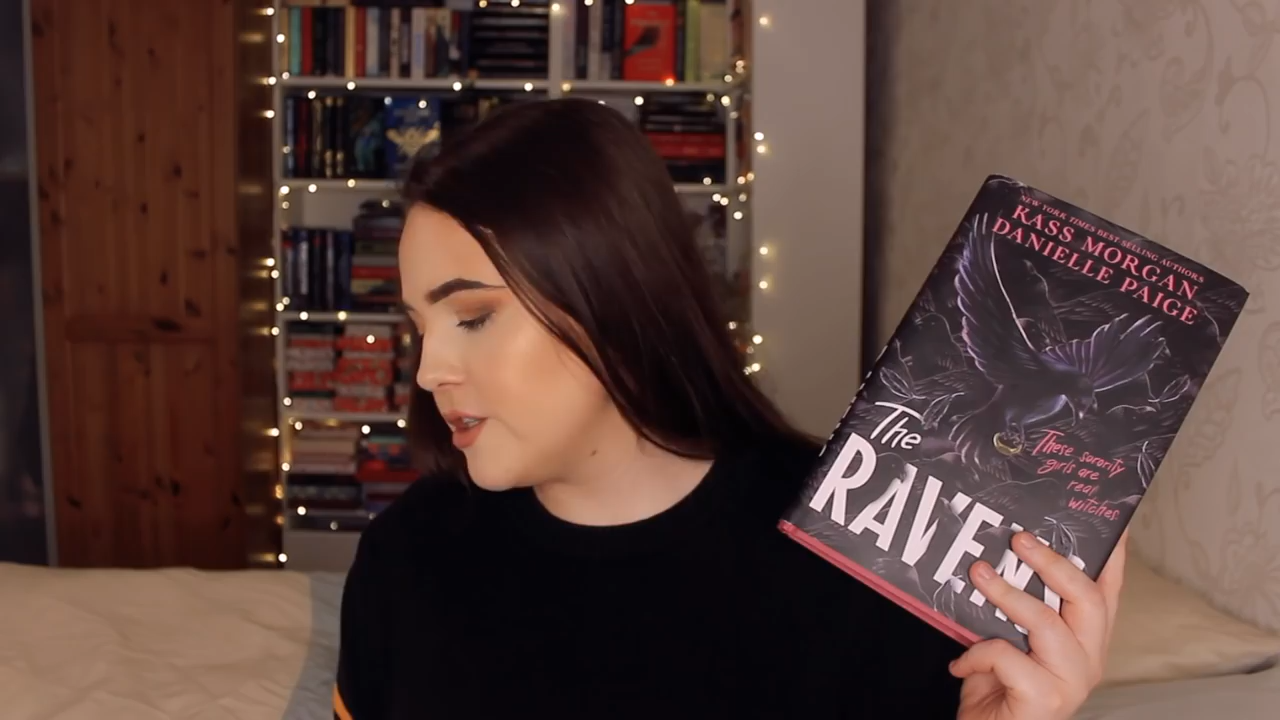 NEW YORK TIMES BEST-SELLING AUTHORS
KASS MORGAN
DANIELLE PAIGE
The
RAVENS
These sorority
girls are
real
witches.